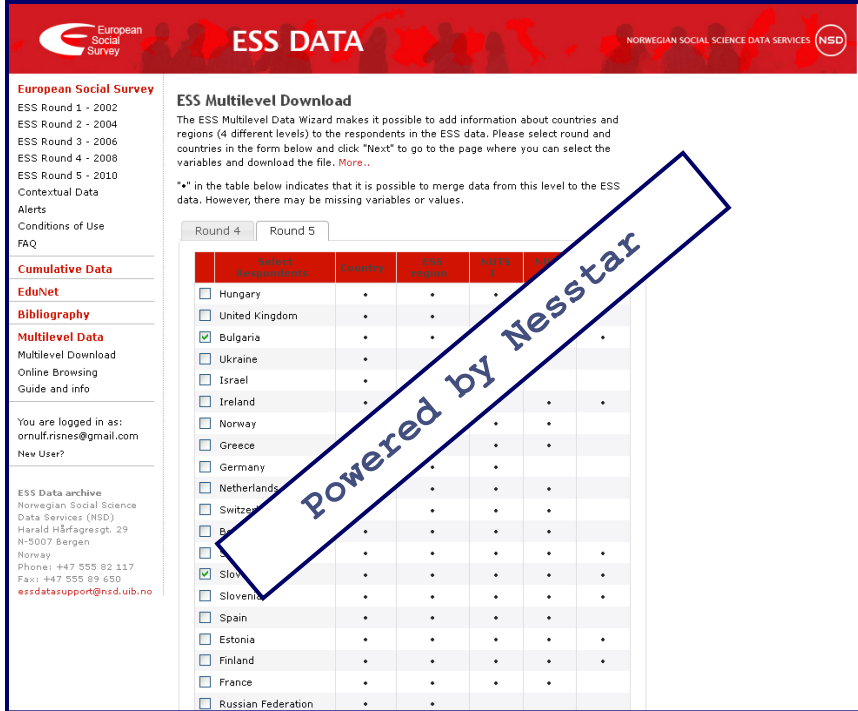 European
Social
Survey
ESS DATA
NORWEGIAN SOCIAL SCIENCE DATA SERVICES NSD
European Social Survey
ESS Round 1 - 2002
ESS Round 2 - 2004
ESS Round 3 - 2006
ESS Round 4 - 2008
ESS Round 5 - 2010
Contextual Data
Alerts
Conditions of Use
FAQ
Cumulative Data
EduNet
Bibliography
Multilevel Data
Multilevel Download
Online Browsing
Guide and info
You are logged in as:
ornulf.risnes@gmail.com
New User?
ESS Data archive
Norwegian Social Science
Data Services (NSD)
Harald Hårfagresgt. 29
N-5007 Bergen
Norway
Phone: +47 555 82 117
Fax: +47 555 89 650
essdatasupport@nsd.uib.no
ESS Multilevel Download
The ESS Multilevel Data Wizard makes it possible to add information about countries and
regions (4 different levels) to the respondents in the ESS data. Please select round and
countries in the form below and click "Next" to go to the page where you can select the
variables and download the file. More..
"•" in the table below indicates that it is possible to merge data from this level to the ESS
data. However, there may be missing variables or values.
Round 4 Round 5
Select Respondents Country ESS region NUTS 1
Hungary
United Kingdom
Bulgaria
Ukraine
Israel
Ireland
Norway
Greece
Germany
Netherlands
Slovenia
Spain
Estonia
Finland
France
Russian Federation
Powered by Nesstar